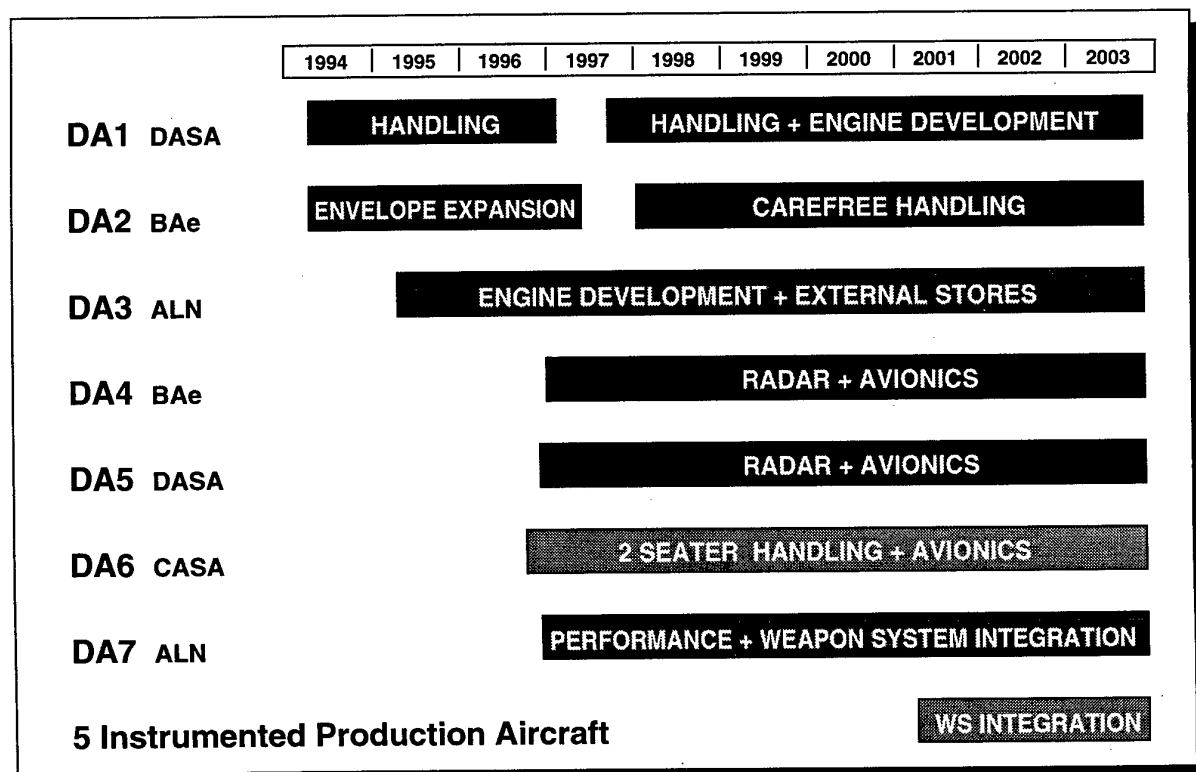 1994 | 1995 | 1996 | 1997 | 1998 | 1999 | 2000 | 2001 | 2002 | 2003
DA1 DASA HANDLING HANDLING + ENGINE DEVELOPMENT
DA2 BAe ENVELOPE EXPANSION CAREFREE HANDLING
DA3 ALN ENGINE DEVELOPMENT + EXTERNAL STORES
DA4 BAe RADAR + AVIONICS
DA5 DASA RADAR + AVIONICS
DA6 CASA 2 SEATER HANDLING + AVIONICS
DA7 ALN PERFORMANCE + WEAPON SYSTEM INTEGRATION
5 Instrumented Production Aircraft WS INTEGRATION